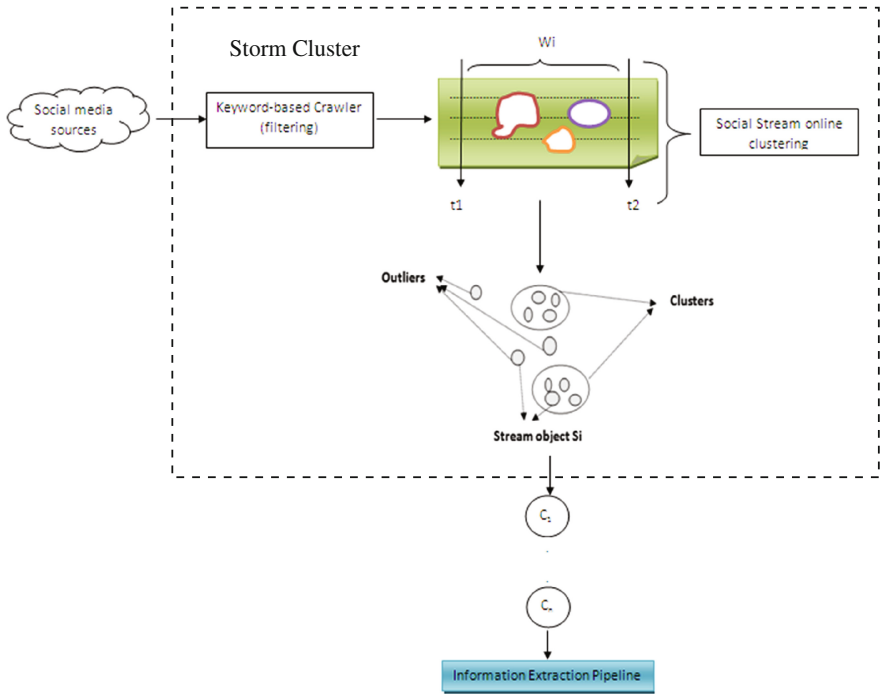 Storm Cluster
Wi
Social media
sources
Keyword-based Crawler
(filtering)
Social Stream online
clustering
t1
t2
Outliers
Clusters
Stream object Si
C1
Cn
Information Extraction Pipeline